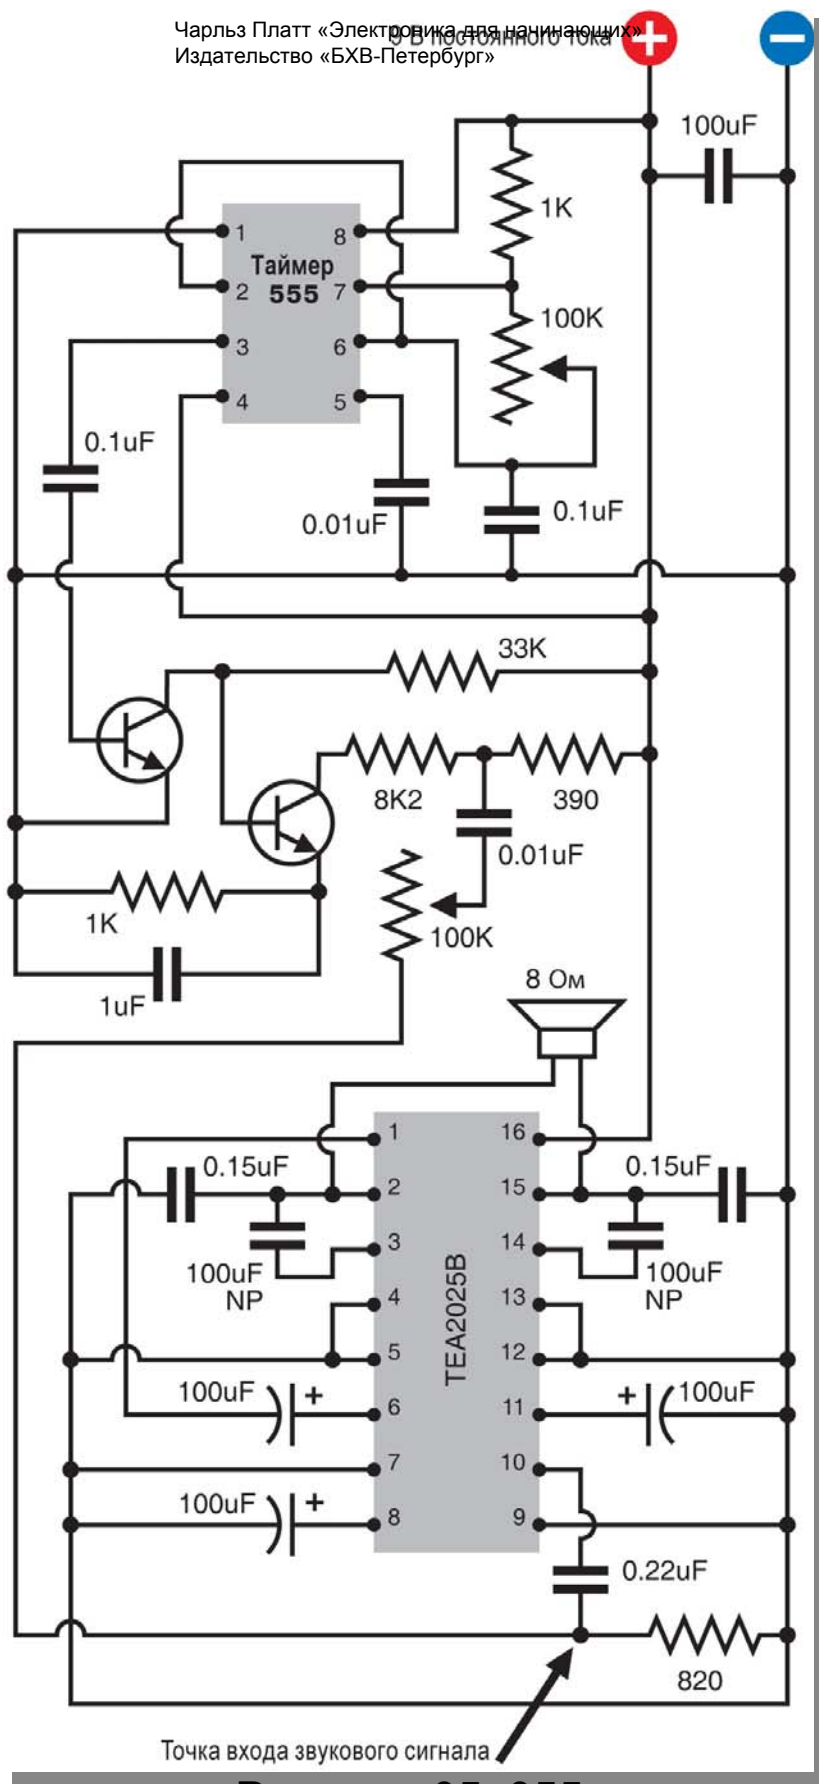 Чарльз Платт «Электроника для начинающих»
9 В постоянного тока
Издательство «БХВ-Петербург»
+
−
100uF
1K
1
8
Таймер
555
2
7
100K
3
6
4
5
0.1uF
0.01uF
0.1uF
33K
8K2
390
0.01uF
1K
100K
1uF
8 Ом
1
16
0.15uF
0.15uF
2
15
3
14
100uF
NP
100uF
NP
4
13
TEA2025B
5
12
100uF
+
6
11
+
100uF
7
10
100uF
+
8
9
0.22uF
820
Точка входа звукового сигнала